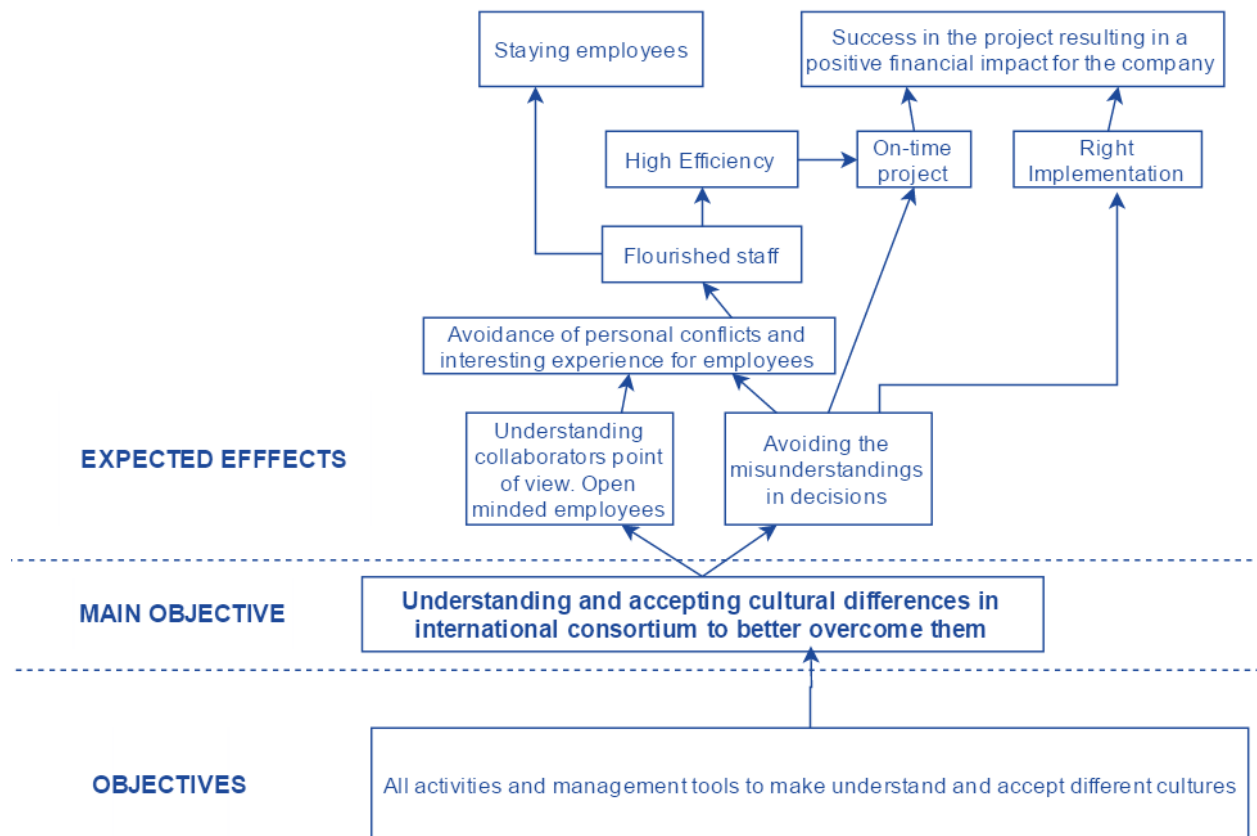 Staying employees
Success in the project resulting in a
positive financial impact for the company
High Efficiency
On-time
project
Right
Implementation
Flourished staff
Avoidance of personal conflicts and
interesting experience for employees
Understanding
collaborators point
of view. Open
minded employees
Avoiding the
misunderstandings
in decisions
EXPECTED EFFFECTS
MAIN OBJECTIVE
Understanding and accepting cultural differences in
international consortium to better overcome them
OBJECTIVES
All activities and management tools to make understand and accept different cultures